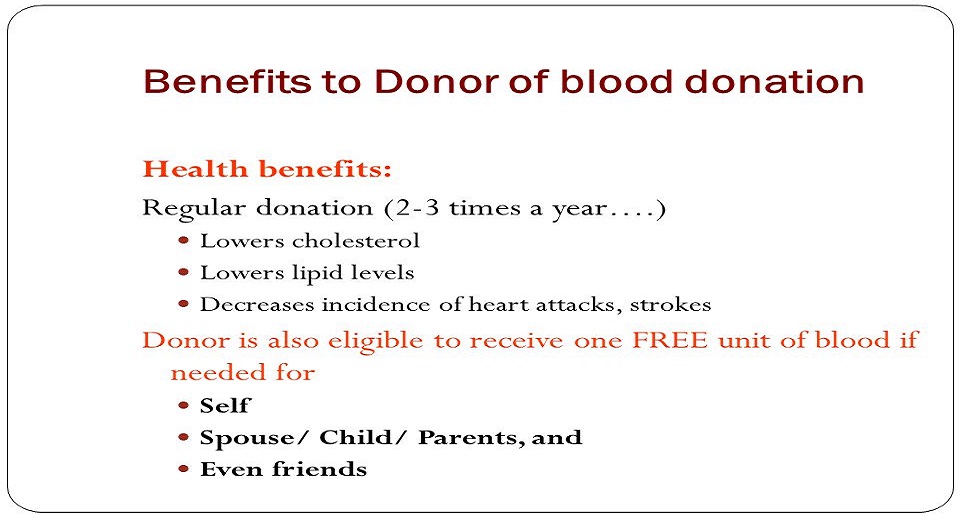 Benefits to Donor of blood donation
Health benefits:
Regular donation (2-3 times a year....)
• Lowers cholesterol
• Lowers lipid levels
• Decreases incidence of heart attacks, strokes
Donor is also eligible to receive one FREE unit of blood if
needed for
• Self
• Spouse/ Child/ Parents, and
• Even friends